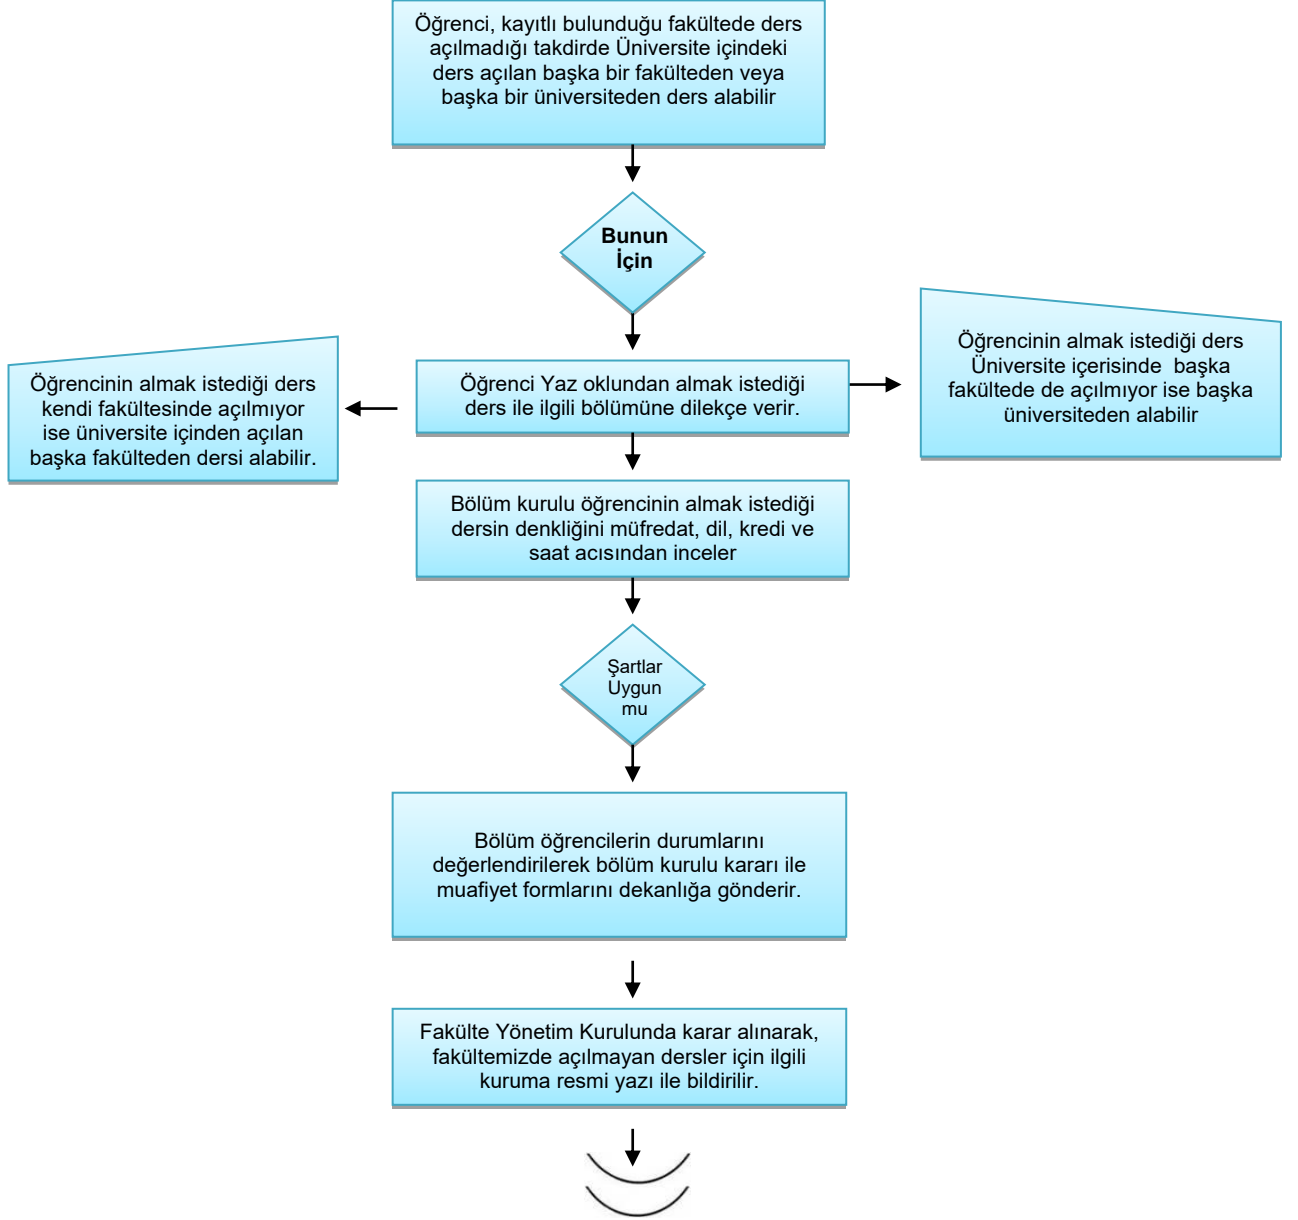 Öğrenci, kayıtlı bulunduğu fakültede ders
açılmadığı takdirde Üniversite içindeki
ders açılan başka bir fakülteden veya
başka bir üniversiteden ders alabilir
Bunun
İçin
Öğrencinin almak istediği ders
Üniversite içerisinde başka
fakültede de açılmıyor ise başka
üniversiteden alabilir
Öğrenci Yaz oklundan almak istediği
ders ile ilgili bölümüne dilekçe verir.
Öğrencinin almak istediği ders
kendi fakültesinde açılmıyor
ise üniversite içinden açılan
başka fakülteden dersi alabilir.
Bölüm kurulu öğrencinin almak istediği
dersin denkliğini müfredat, dil, kredi ve
saat acısından inceler
Şartlar
Uygun
mu
Bölüm öğrencilerin durumlarını
değerlendirilerek bölüm kurulu kararı ile
muafiyet formlarını dekanlığa gönderir.
Fakülte Yönetim Kurulunda karar alınarak,
fakültemizde açılmayan dersler için ilgili
kuruma resmi yazı ile bildirilir.